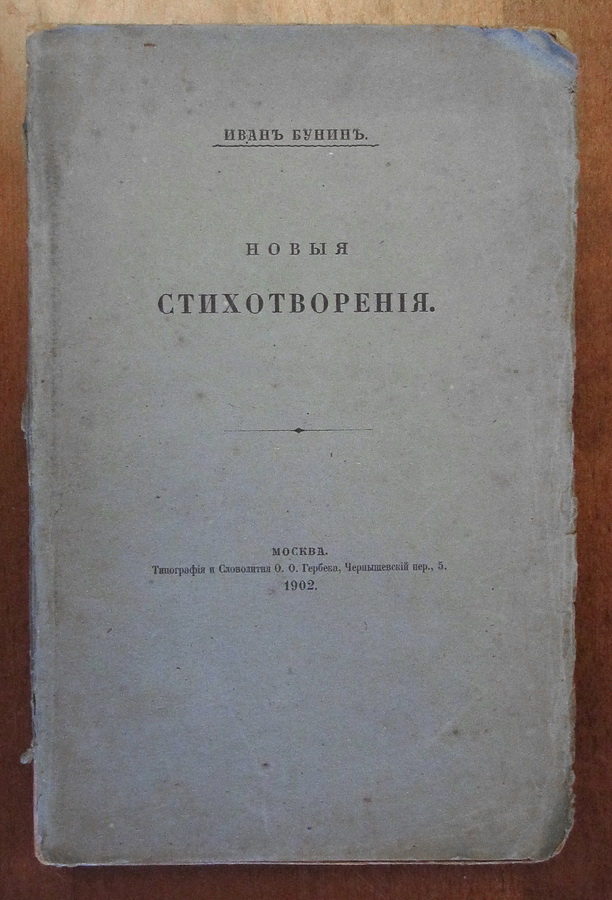 ИВАНЪ БУНИНЪ.
НОВЫЯ
СТИХОТВОРЕНІЯ.
МОСКВА.
Типографія и Словолитня О. О. Гербека, Чернышевскій пер., 5.
1902.